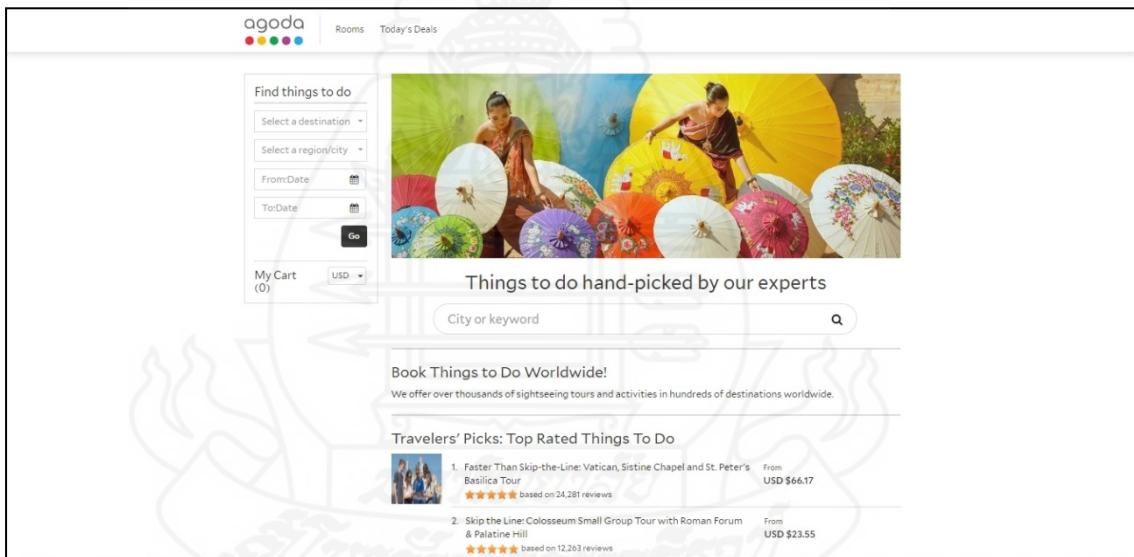 agoda
Rooms
Today's Deals
Find things to do
Select a destination
Select a region/city
From:Date
To:Date
Go
My Cart
(0)
USD
Things to do hand-picked by our experts
City or keyword
Book Things to Do Worldwide!
We offer over thousands of sightseeing tours and activities in hundreds of destinations worldwide.
Travelers' Picks: Top Rated Things To Do
1. Faster Than Skip-the-Line: Vatican, Sistine Chapel and St. Peter's
Basilica Tour
based on 24,281 reviews
From
USD $66.17
2. Skip the Line: Colosseum Small Group Tour with Roman Forum
& Palatine Hill
based on 12,263 reviews
From
USD $23.55